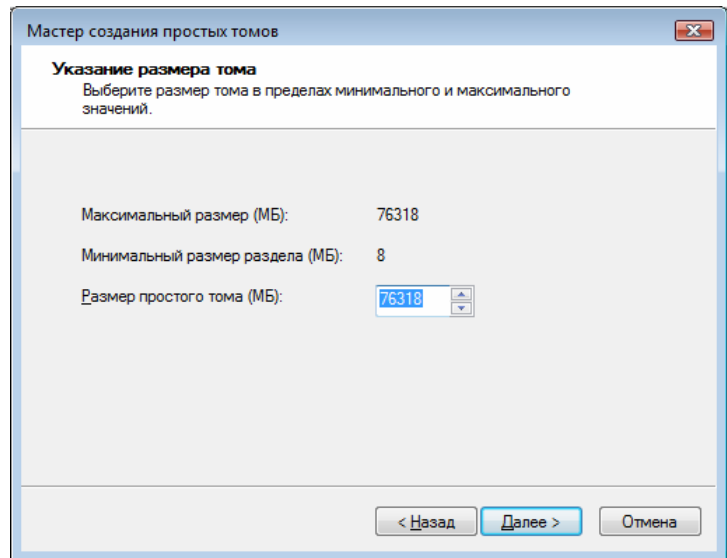 Мастер создания простых томов
Указание размера тома
Выберите размер тома в пределах минимального и максимального
значений.
Максимальный размер (МБ): 76318
Минимальный размер раздела (МБ): 8
Размер простого тома (МБ): 76318
< Назад Далее > Отмена